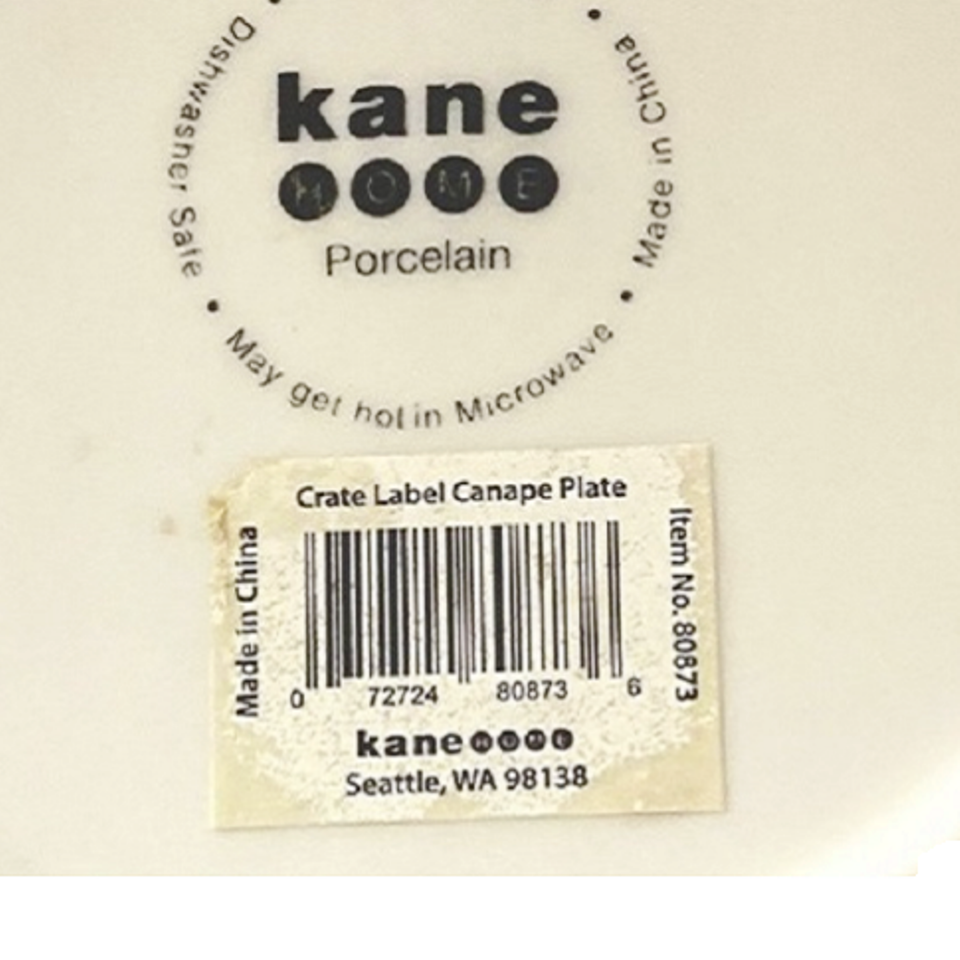 kane
HOME
Porcelain
Dishwasher Safe • May get hot in Microwave • Made in China •
Crate Label Canape Plate
Made in China
Item No. 80873
0 72724 80873 6
kane HOME
Seattle, WA 98138